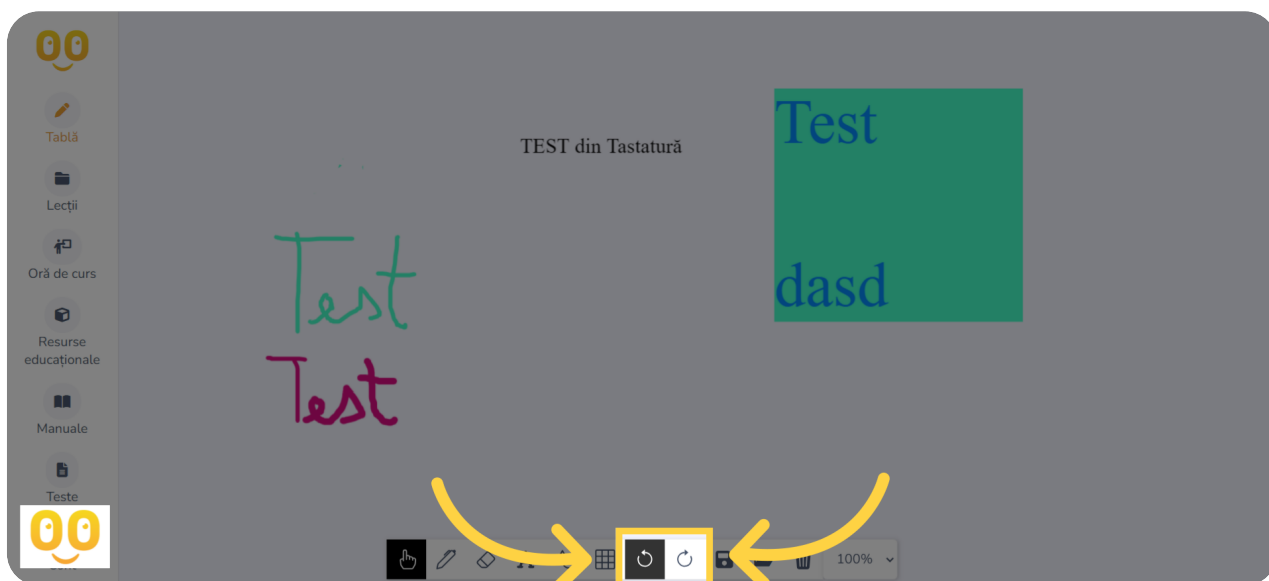 Tablă
Lecții
Oră de curs
Resurse
educaționale
Manuale
Teste
TEST din Tastatură
Test
dasd
Test
Test
100%